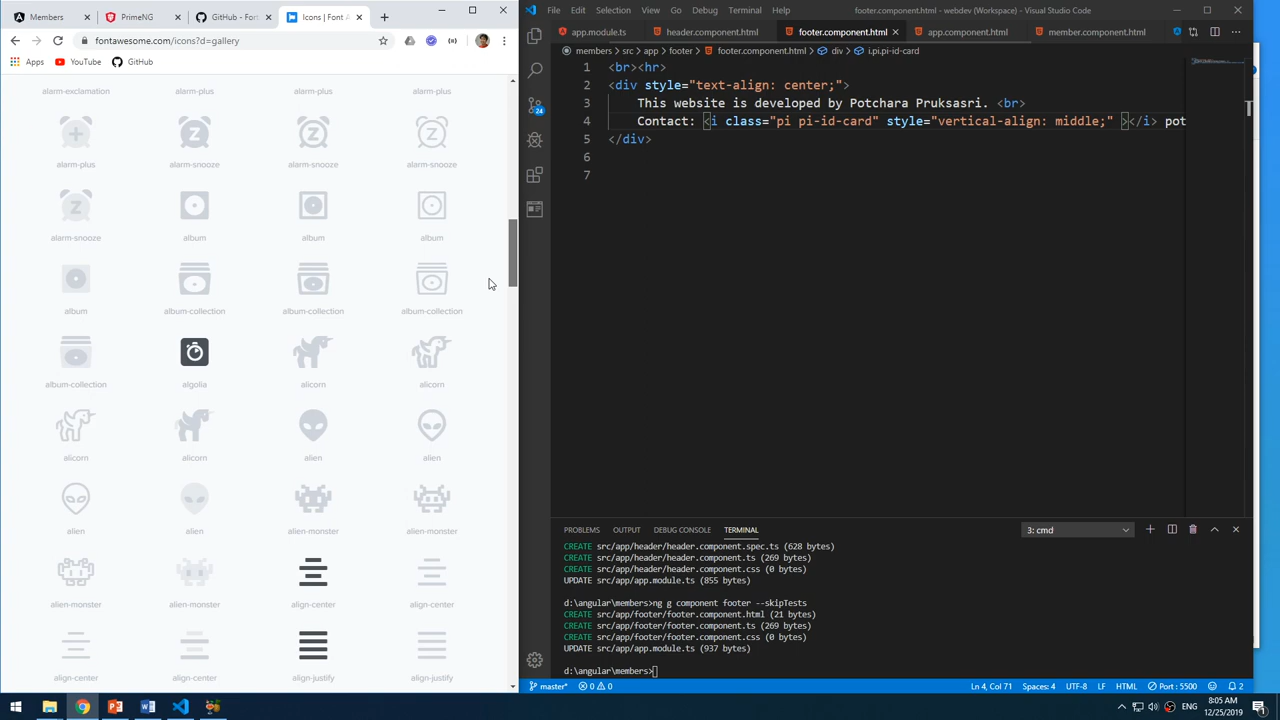 Members
PrimeNG
GitHub - Fort
Icons | Font A
fontawesome.com/icons?d=gallery
Apps
YouTube
GitHub
alarm-exclamation
alarm-plus
alarm-plus
alarm-plus
alarm-plus
alarm-snooze
alarm-snooze
alarm-snooze
alarm-snooze
album
album
album
album
album-collection
album-collection
album-collection
album-collection
algolia
alicorn
alicorn
alicorn
alicorn
alien
alien
alien
alien
alien-monster
alien-monster
alien-monster
alien-monster
align-center
align-center
align-center
align-center
align-justify
align-justify
File Edit Selection View Go Debug Terminal Help footer.component.html - webdev (Workspace) - Visual Studio Code
app.module.ts header.component.html footer.component.html app.component.html member.component.html
members > src > app > footer > footer.component.html > div > i.pi.pi-id-card
1 <br><hr>
2 <div style="text-align: center;">
3 This website is developed by Potchara Pruksasri. <br>
4 Contact: <i class="pi pi-id-card" style="vertical-align: middle;" ></i> pot
5 </div>
6
7
24
PROBLEMS OUTPUT DEBUG CONSOLE TERMINAL 3: cmd
CREATE src/app/header/header.component.spec.ts (628 bytes)
CREATE src/app/header/header.component.ts (269 bytes)
CREATE src/app/header/header.component.css (0 bytes)
UPDATE src/app/app.module.ts (855 bytes)
d:\angular\members>ng g component footer --skipTests
CREATE src/app/footer/footer.component.html (21 bytes)
CREATE src/app/footer/footer.component.ts (269 bytes)
CREATE src/app/footer/footer.component.css (0 bytes)
UPDATE src/app/app.module.ts (937 bytes)
d:\angular\members>
master* 0 0 Ln 4, Col 71 Spaces: 4 UTF-8 LF HTML Port : 5500 2
ENG
8:05 AM
12/25/2019